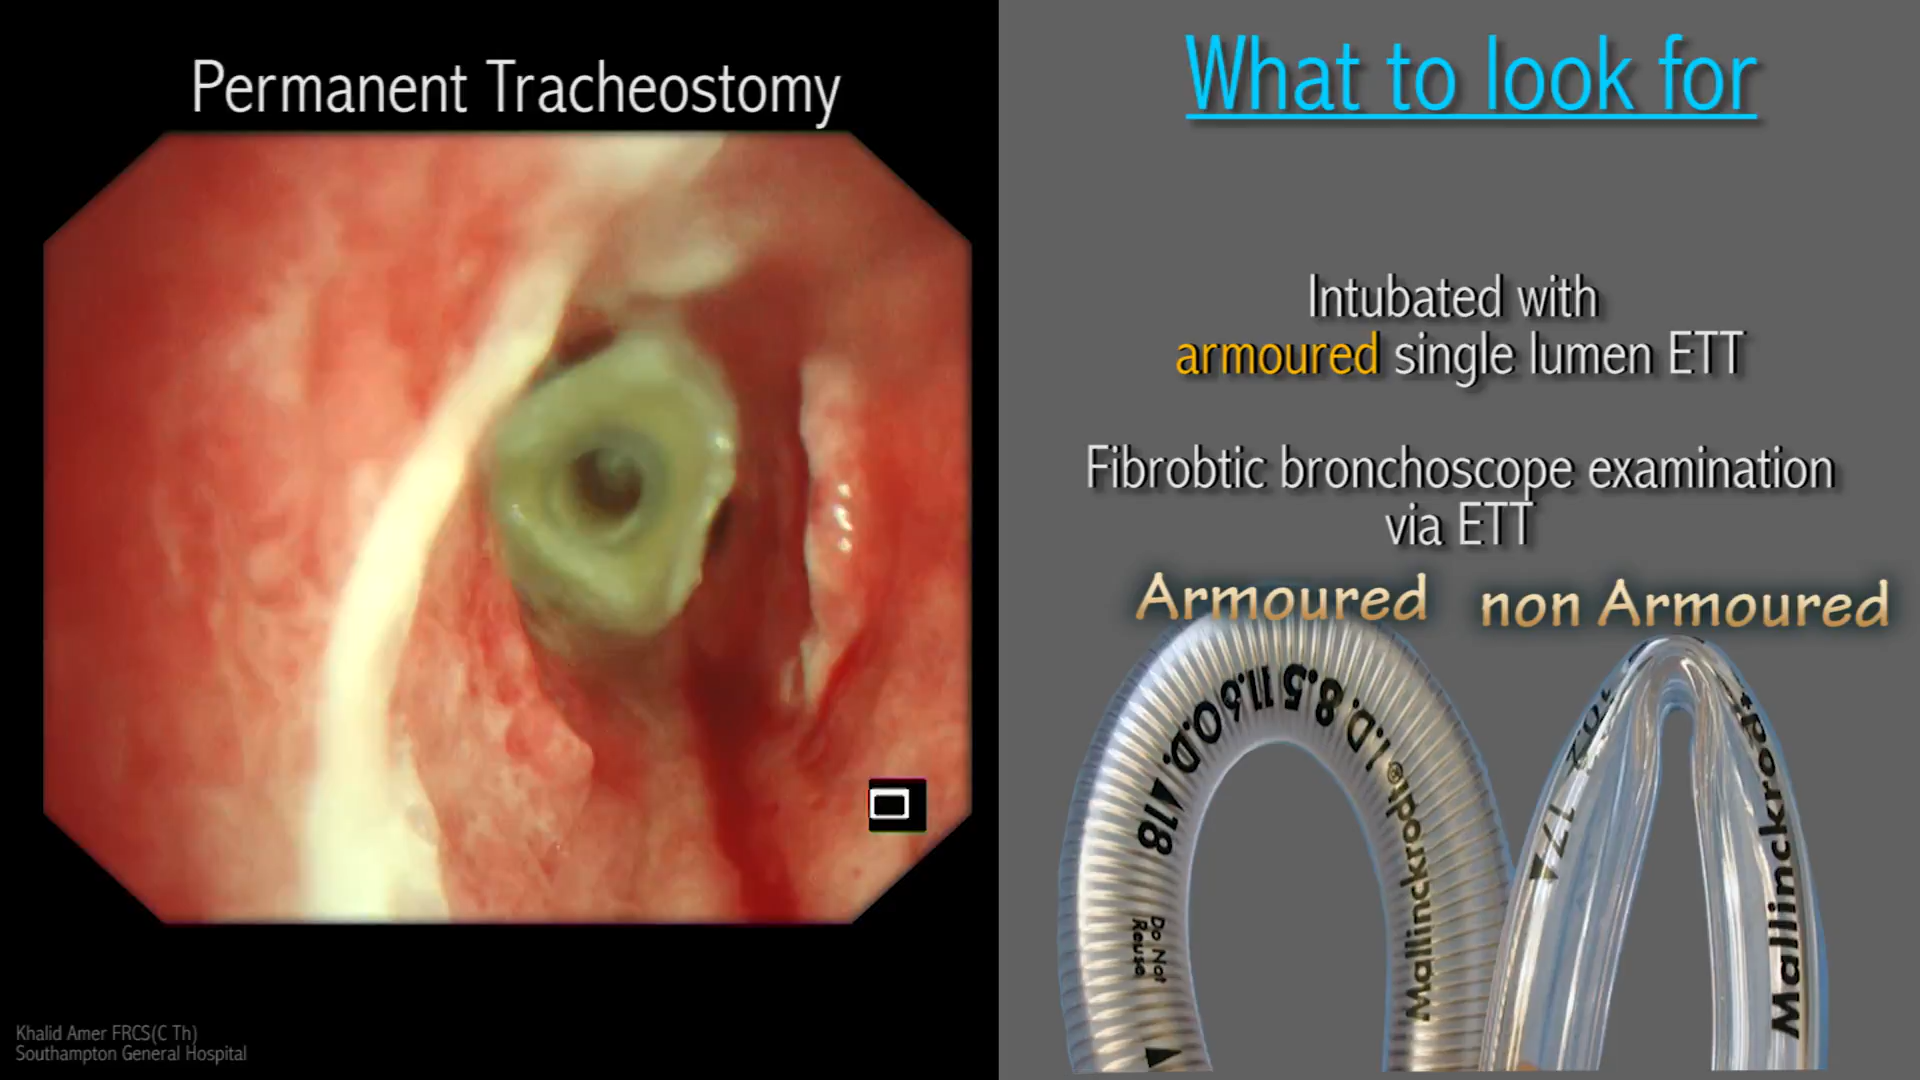 Permanent Tracheostomy
What to look for
Intubated with
armoured single lumen ETT
Fibrobtic bronchoscope examination
via ETT
Armoured
non Armoured
I.D. 8.5 11.6 O.D. 18
Mallinckrodt®
Do Not
Reuse
Mallinckrodt
Khalid Amer FRCS(C Th)
Southampton General Hospital